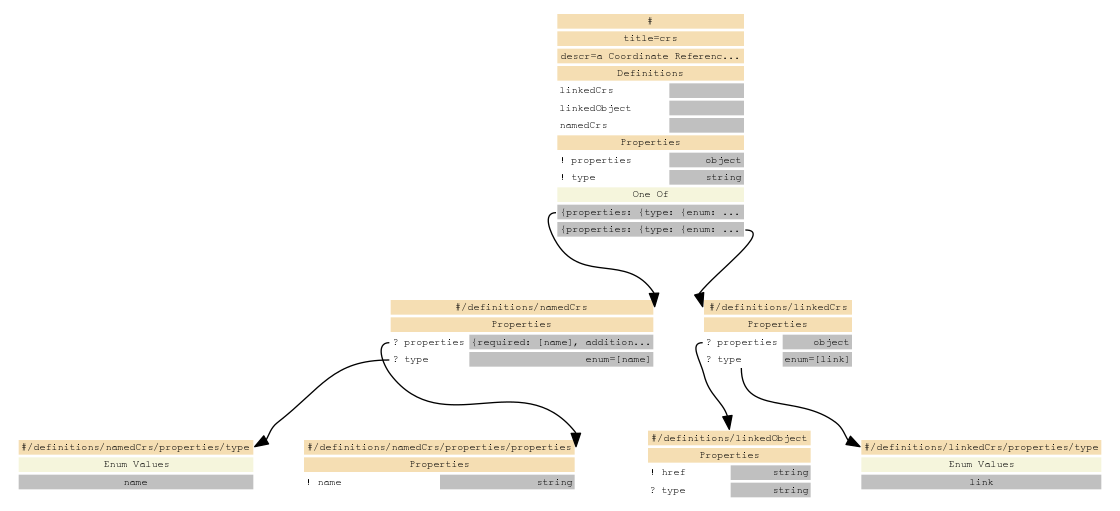 #
title=crs
descr=a Coordinate Referenc...
Definitions
linkedCrs
linkedObject
namedCrs
Properties
! properties object
! type string
One Of
{properties: {type: {enum: ...
{properties: {type: {enum: ...
#/definitions/namedCrs
Properties
? properties {required: [name], addition...
? type enum=[name]
#/definitions/linkedCrs
Properties
? properties object
? type enum=[link]
#/definitions/namedCrs/properties/type
Enum Values
name
#/definitions/namedCrs/properties/properties
Properties
! name string
#/definitions/linkedObject
Properties
! href string
? type string
#/definitions/linkedCrs/properties/type
Enum Values
link